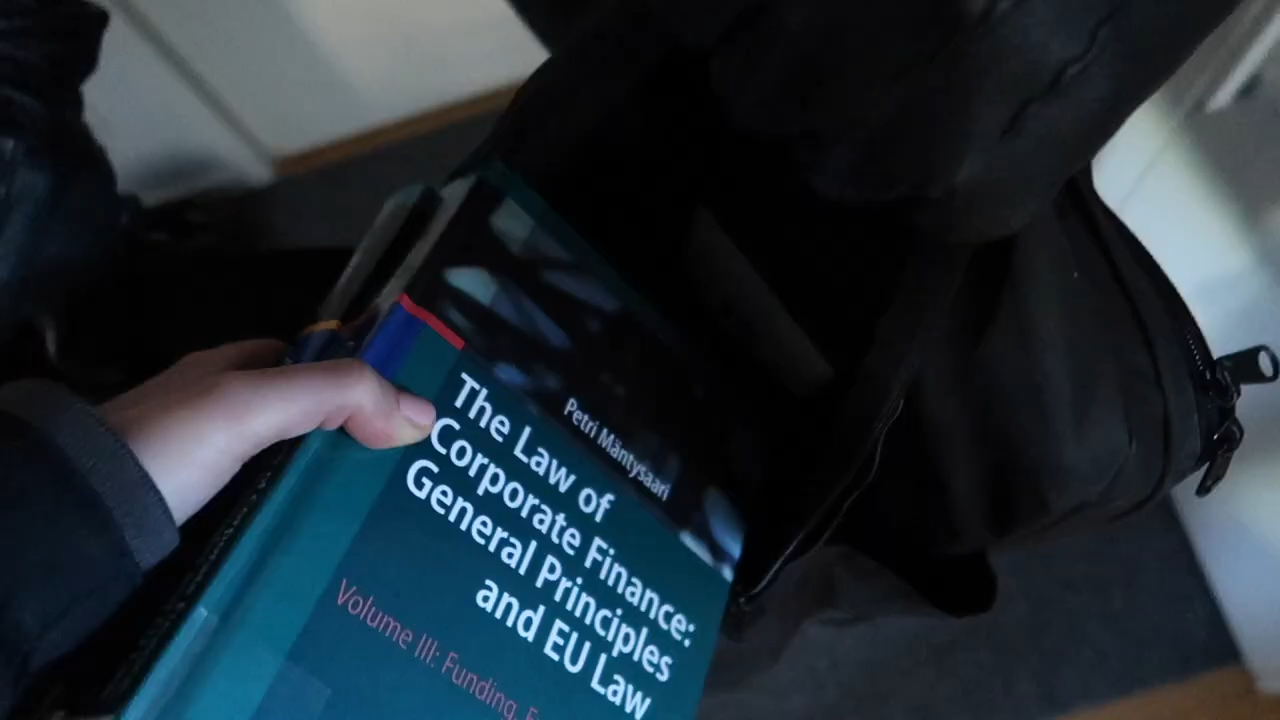 Petri Mäntysaari
The Law of
Corporate Finance:
General Principles
and EU Law
Volume III: Funding,